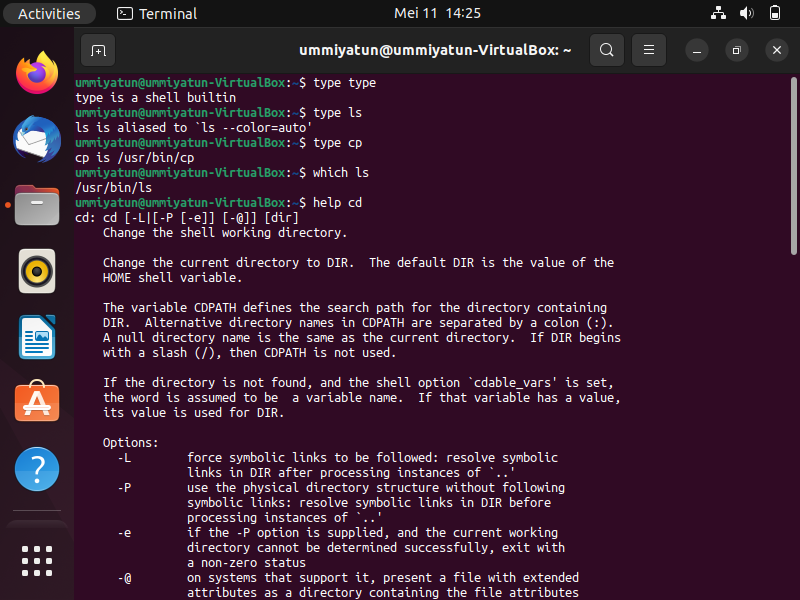 Activities
Terminal
Mei 11 14:25
ummiyatun@ummiyatun-VirtualBox: ~
ummiyatun@ummiyatun-VirtualBox:~$ type type
type is a shell builtin
ummiyatun@ummiyatun-VirtualBox:~$ type ls
ls is aliased to `ls --color=auto'
ummiyatun@ummiyatun-VirtualBox:~$ type cp
cp is /usr/bin/cp
ummiyatun@ummiyatun-VirtualBox:~$ which ls
/usr/bin/ls
ummiyatun@ummiyatun-VirtualBox:~$ help cd
cd: cd [-L|[-P [-e]] [-@]] [dir]
    Change the shell working directory.

    Change the current directory to DIR.  The default DIR is the value of the
    HOME shell variable.

    The variable CDPATH defines the search path for the directory containing
    DIR.  Alternative directory names in CDPATH are separated by a colon (:).
    A null directory name is the same as the current directory.  If DIR begins
    with a slash (/), then CDPATH is not used.

    If the directory is not found, and the shell option `cdable_vars' is set,
    the word is assumed to be  a variable name.  If that variable has a value,
    its value is used for DIR.

    Options:
      -L        force symbolic links to be followed: resolve symbolic
                links in DIR after processing instances of `..'
      -P        use the physical directory structure without following
                symbolic links: resolve symbolic links in DIR before
                processing instances of `..'
      -e        if the -P option is supplied, and the current working
                directory cannot be determined successfully, exit with
                a non-zero status
      -@        on systems that support it, present a file with extended
                attributes as a directory containing the file attributes